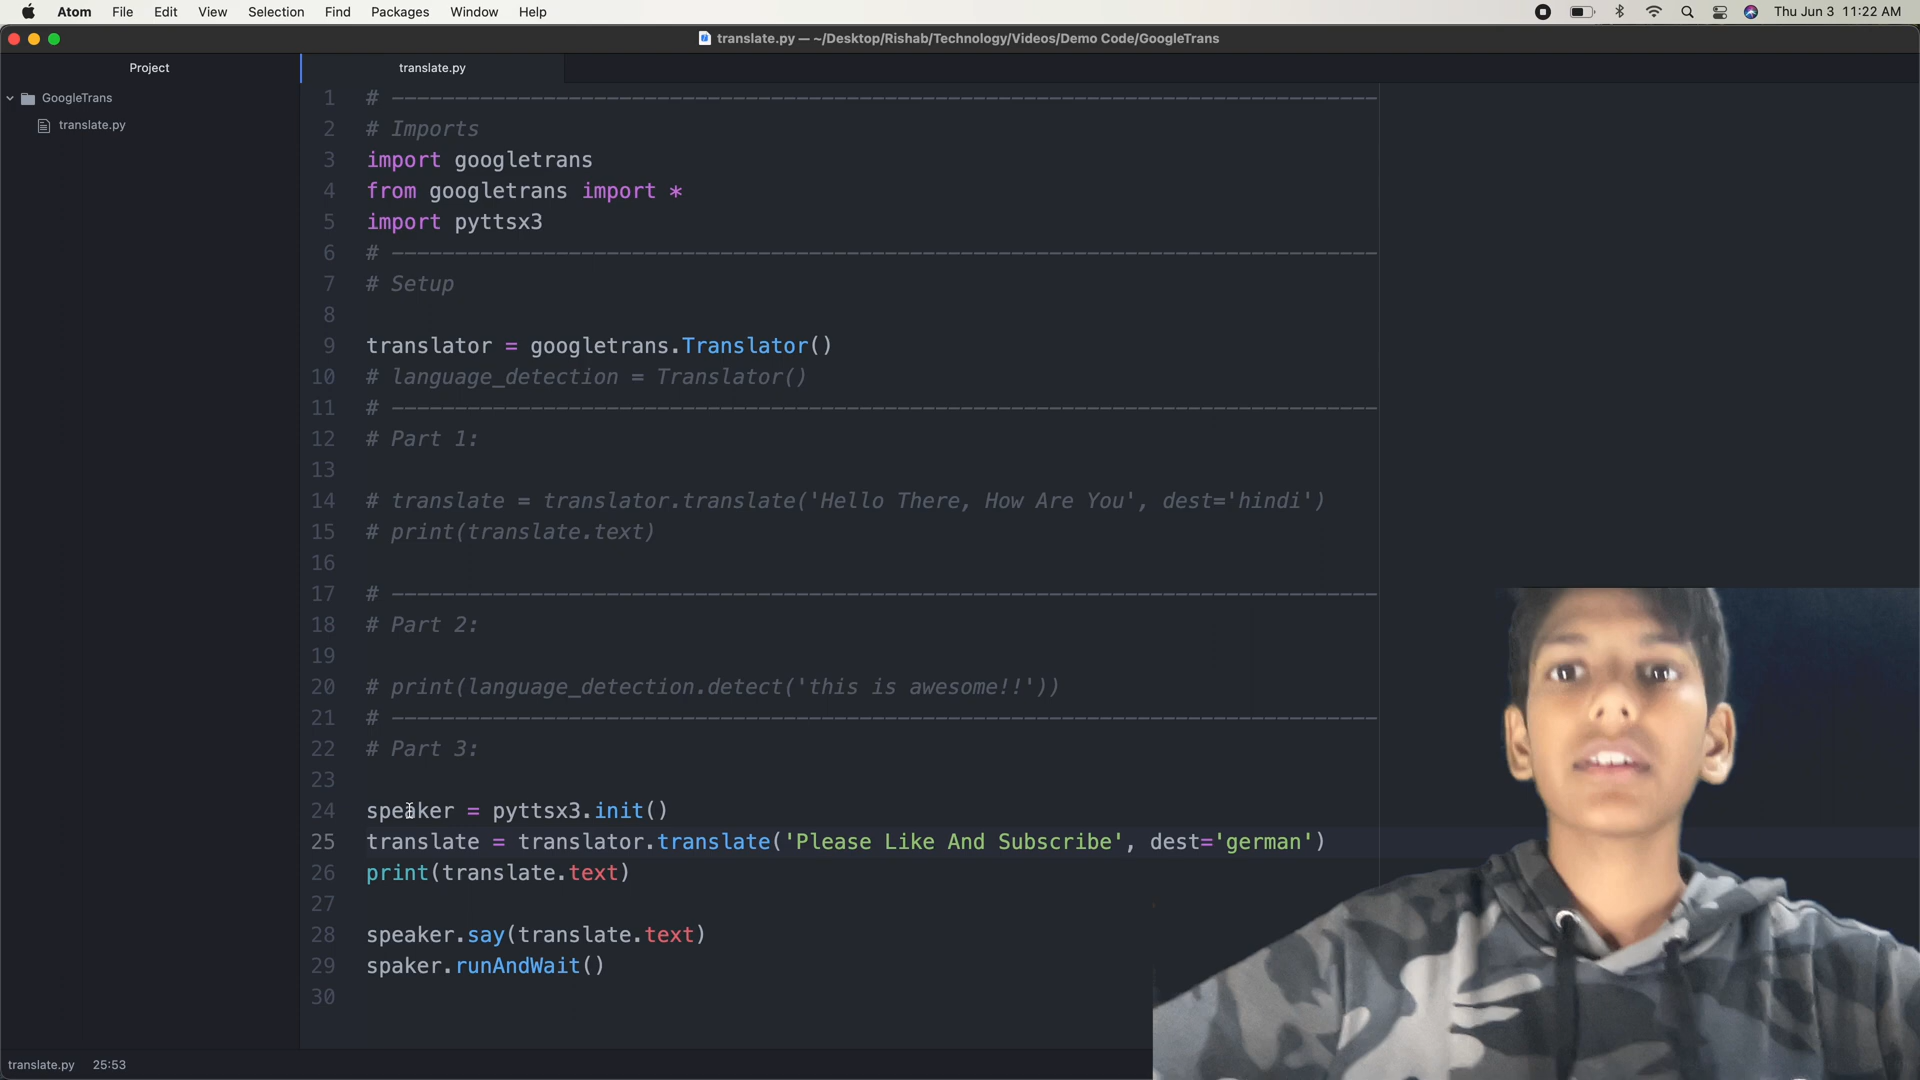 Atom File Edit View Selection Find Packages Window Help Thu Jun 3 11:22 AM
translate.py — ~/Desktop/Rishab/Technology/Videos/Demo Code/GoogleTrans
Project
translate.py
GoogleTrans
translate.py
1 # ------------------------------------------------------------------------------
2 # Imports
3 import googletrans
4 from googletrans import *
5 import pyttsx3
6 # ------------------------------------------------------------------------------
7 # Setup
8
9 translator = googletrans.Translator()
10 # language_detection = Translator()
11 # ------------------------------------------------------------------------------
12 # Part 1:
13
14 # translate = translator.translate('Hello There, How Are You', dest='hindi')
15 # print(translate.text)
16
17 # ------------------------------------------------------------------------------
18 # Part 2:
19
20 # print(language_detection.detect('this is awesome!!'))
21 # ------------------------------------------------------------------------------
22 # Part 3:
23
24 speaker = pyttsx3.init()
25 translate = translator.translate('Please Like And Subscribe', dest='german')
26 print(translate.text)
27
28 speaker.say(translate.text)
29 spaker.runAndWait()
30
translate.py 25:53